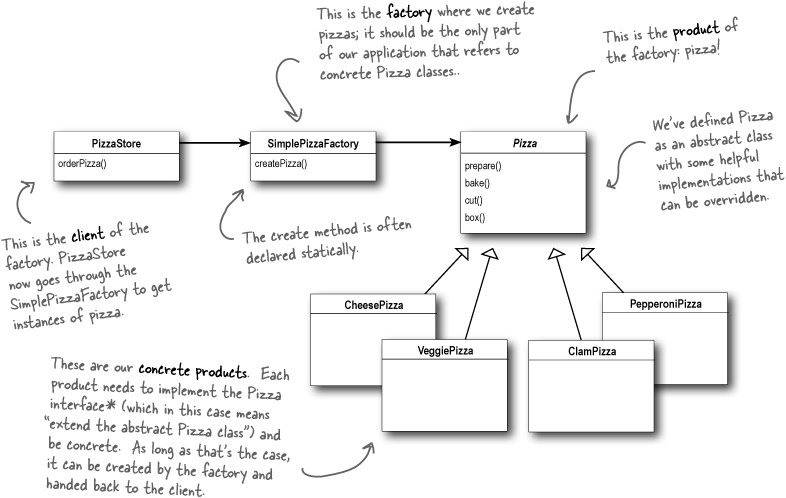 This is the factory where we create
pizzas; it should be the only part
of our application that refers to
concrete Pizza classes..
This is the product of
the factory: pizza!
PizzaStore
orderPizza()
SimplePizzaFactory
createPizza()
Pizza
prepare()
bake()
cut()
box()
We've defined Pizza
as an abstract class
with some helpful
implementations that
can be overridden.
This is the client of the
factory. PizzaStore
now goes through the
SimplePizzaFactory to get
instances of pizza.
The create method is often
declared statically.
CheesePizza
VeggiePizza
ClamPizza
PepperoniPizza
These are our concrete products. Each
product needs to implement the Pizza
interface* (which in this case means
"extend the abstract Pizza class") and
be concrete. As long as that's the case,
it can be created by the factory and
handed back to the client.